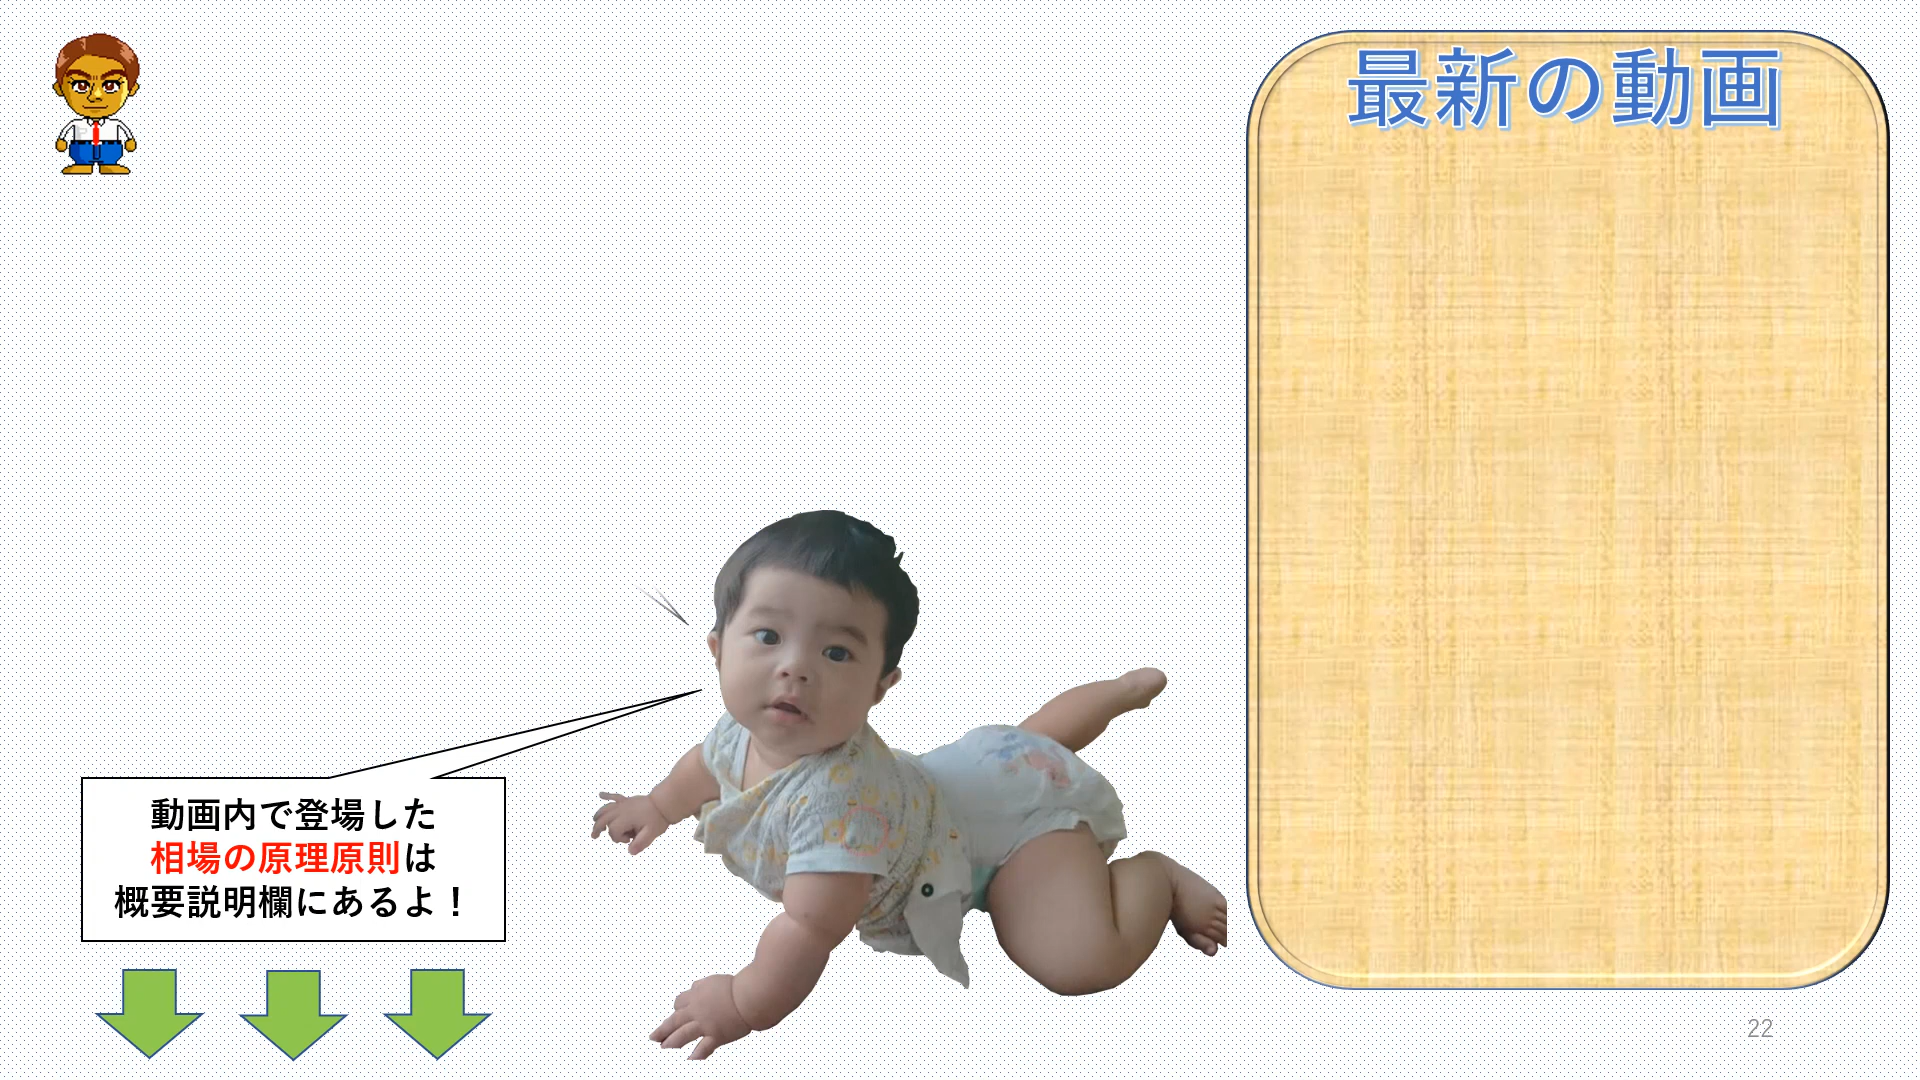 最新の動画
動画内で登場した
相場の原理原則は
概要説明欄にあるよ！
22